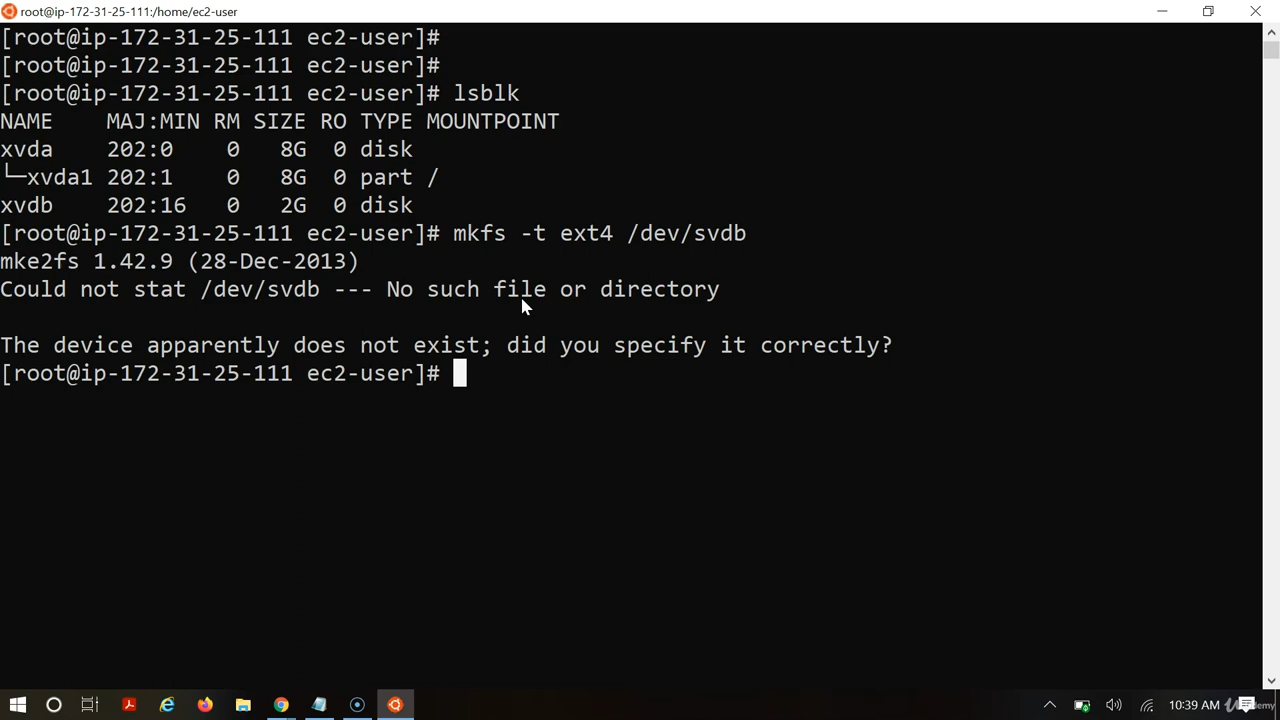 root@ip-172-31-25-111:/home/ec2-user
[root@ip-172-31-25-111 ec2-user]#
[root@ip-172-31-25-111 ec2-user]#
[root@ip-172-31-25-111 ec2-user]# lsblk
NAME    MAJ:MIN RM SIZE RO TYPE MOUNTPOINT
xvda    202:0    0   8G  0 disk
└─xvda1 202:1    0   8G  0 part /
xvdb    202:16   0   2G  0 disk
[root@ip-172-31-25-111 ec2-user]# mkfs -t ext4 /dev/svdb
mke2fs 1.42.9 (28-Dec-2013)
Could not stat /dev/svdb --- No such file or directory
The device apparently does not exist; did you specify it correctly?
[root@ip-172-31-25-111 ec2-user]#
10:39 AM